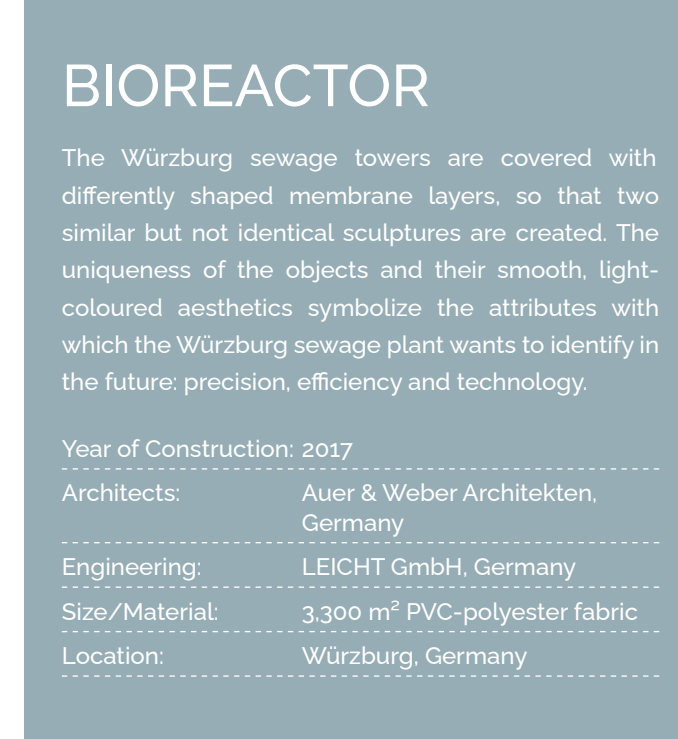 BIOREACTOR
The Würzburg sewage towers are covered with
differently shaped membrane layers, so that two
similar but not identical sculptures are created. The
uniqueness of the objects and their smooth, light-
coloured aesthetics symbolize the attributes with
which the Würzburg sewage plant wants to identify in
the future: precision, efficiency and technology.
Year of Construction: 2017
Architects: Auer & Weber Architekten,
Germany
Engineering: LEICHT GmbH, Germany
Size/Material: 3,300 m² PVC-polyester fabric
Location: Würzburg, Germany